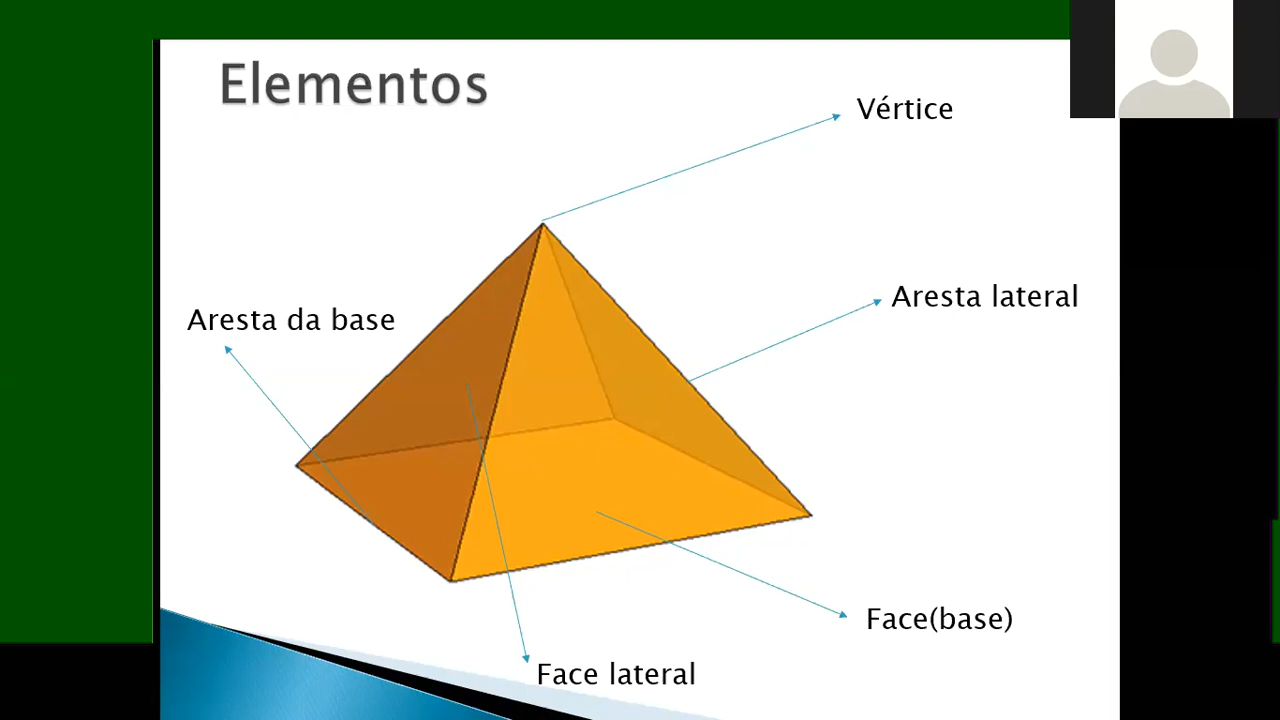 Elementos
Vértice
Aresta lateral
Aresta da base
Face(base)
Face lateral